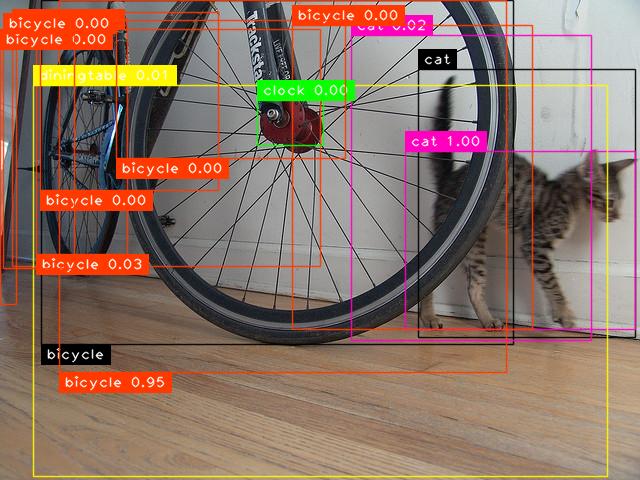 bicycle 0.00
bicycle 0.00
bicycle 0.00
cat 0.02
cat
diningtable 0.01
clock 0.00
Tracksta
cat 1.00
bicycle 0.00
bicycle 0.00
bicycle 0.03
bicycle
bicycle 0.95